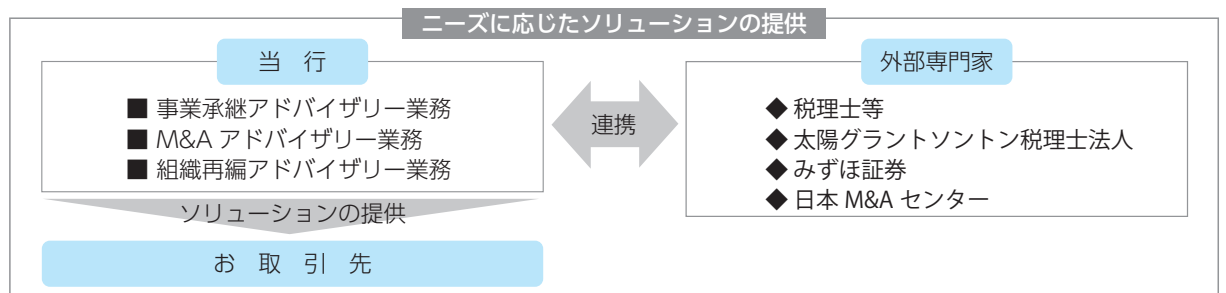 ニーズに応じたソリューションの提供
当 行
■ 事業承継アドバイザリー業務
■ M&A アドバイザリー業務
■ 組織再編アドバイザリー業務
連携
外部専門家
◆ 税理士等
◆ 太陽グラントソントン税理士法人
◆ みずほ証券
◆ 日本 M&A センター
ソリューションの提供
お 取 引 先